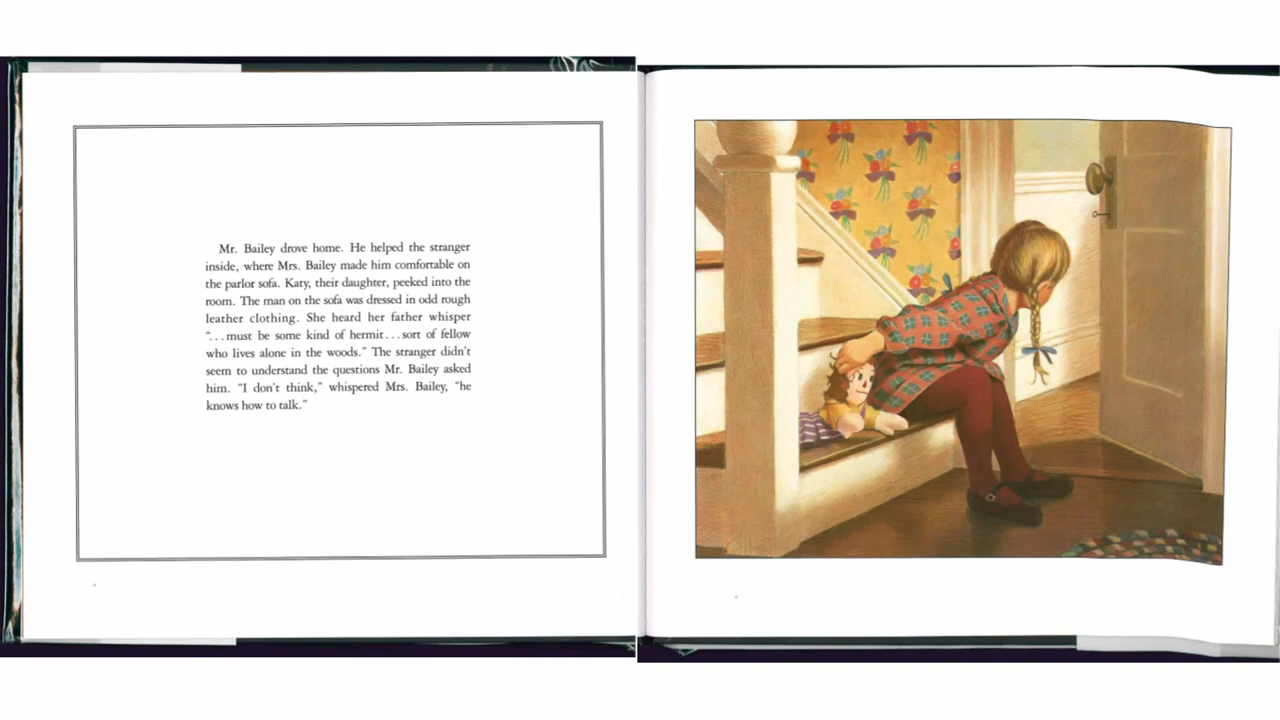 Mr. Bailey drove home. He helped the stranger
inside, where Mrs. Bailey made him comfortable on
the parlor sofa. Katy, their daughter, peeked into the
room. The man on the sofa was dressed in odd rough
leather clothing. She heard her father whisper
“. . . must be some kind of hermit . . . sort of fellow
who lives alone in the woods.” The stranger didn't
seem to understand the questions Mr. Bailey asked
him. “I don't think,” whispered Mrs. Bailey, “he
knows how to talk.”